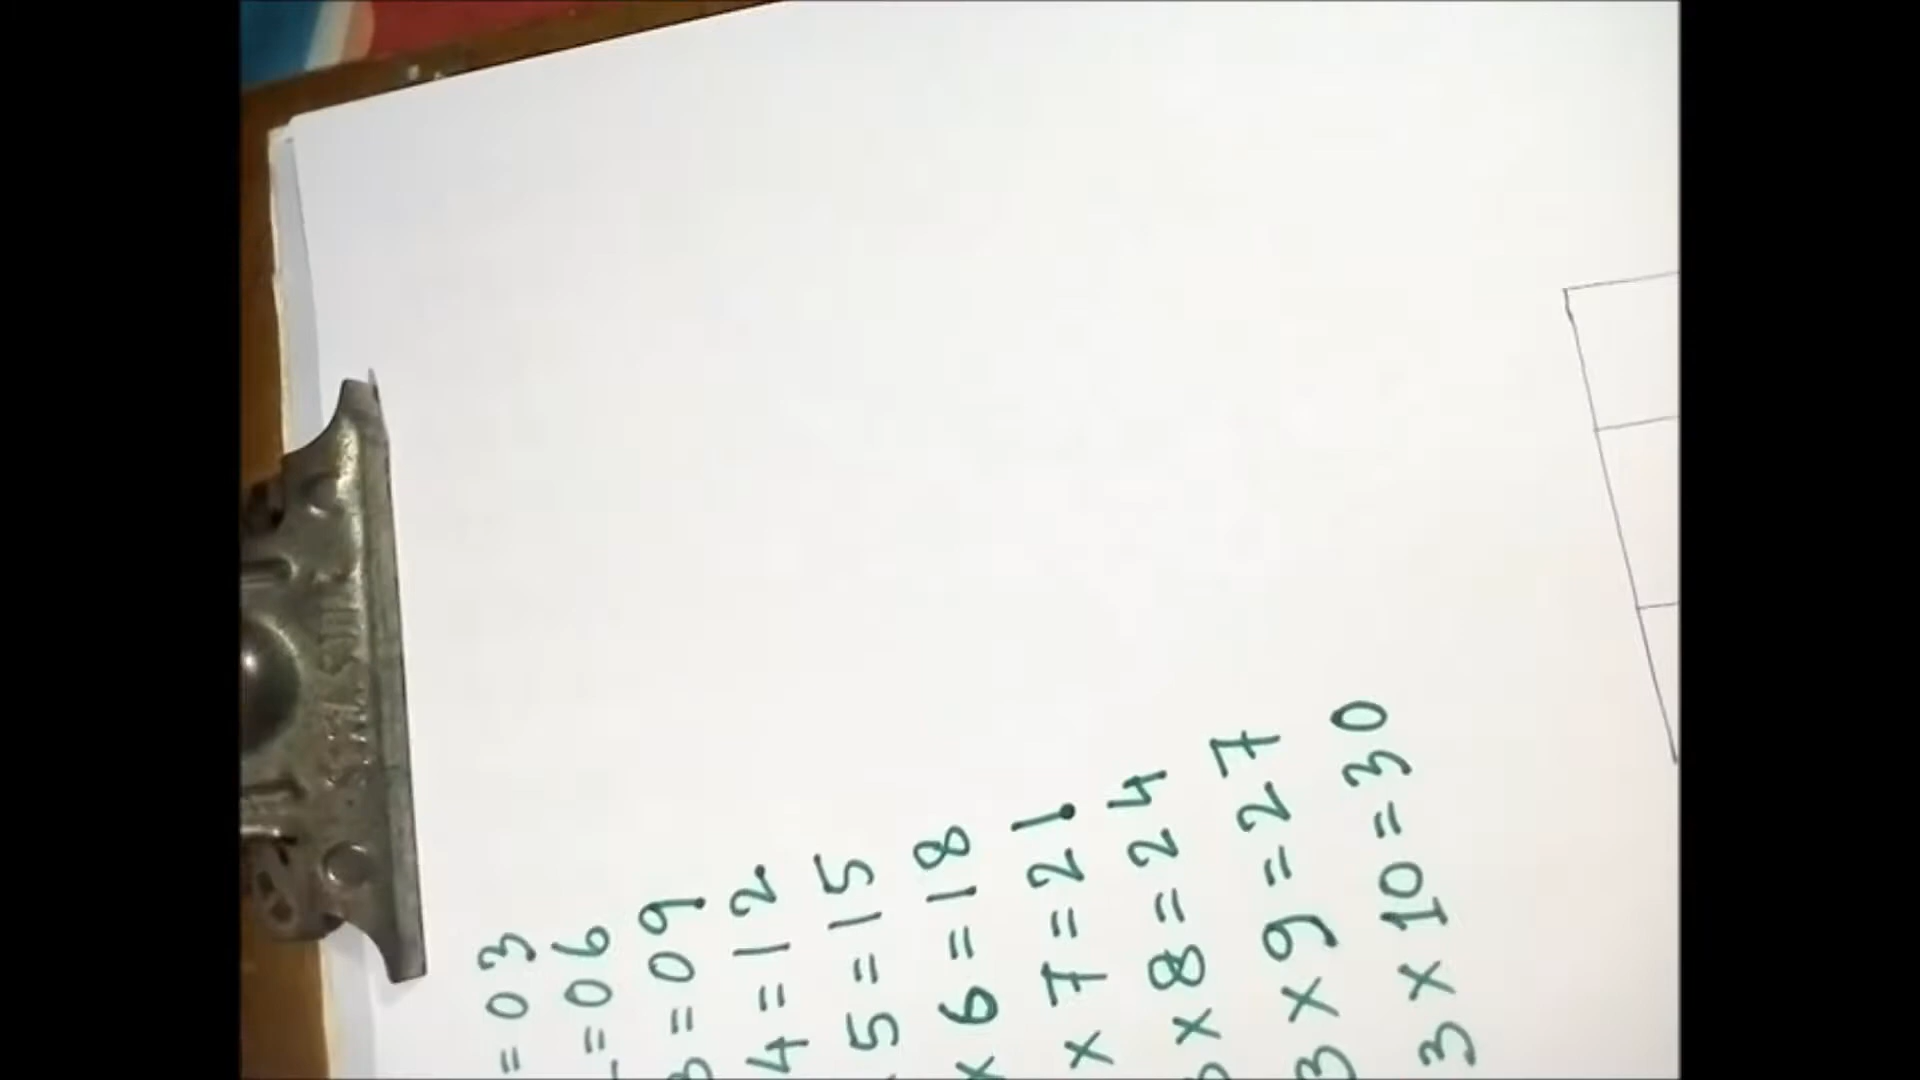 = 03
= 06
3 = 09
4 = 12
5 = 15
x 6 = 18
x 7 = 21
3 x 8 = 24
3 x 9 = 27
3 x 10 = 30